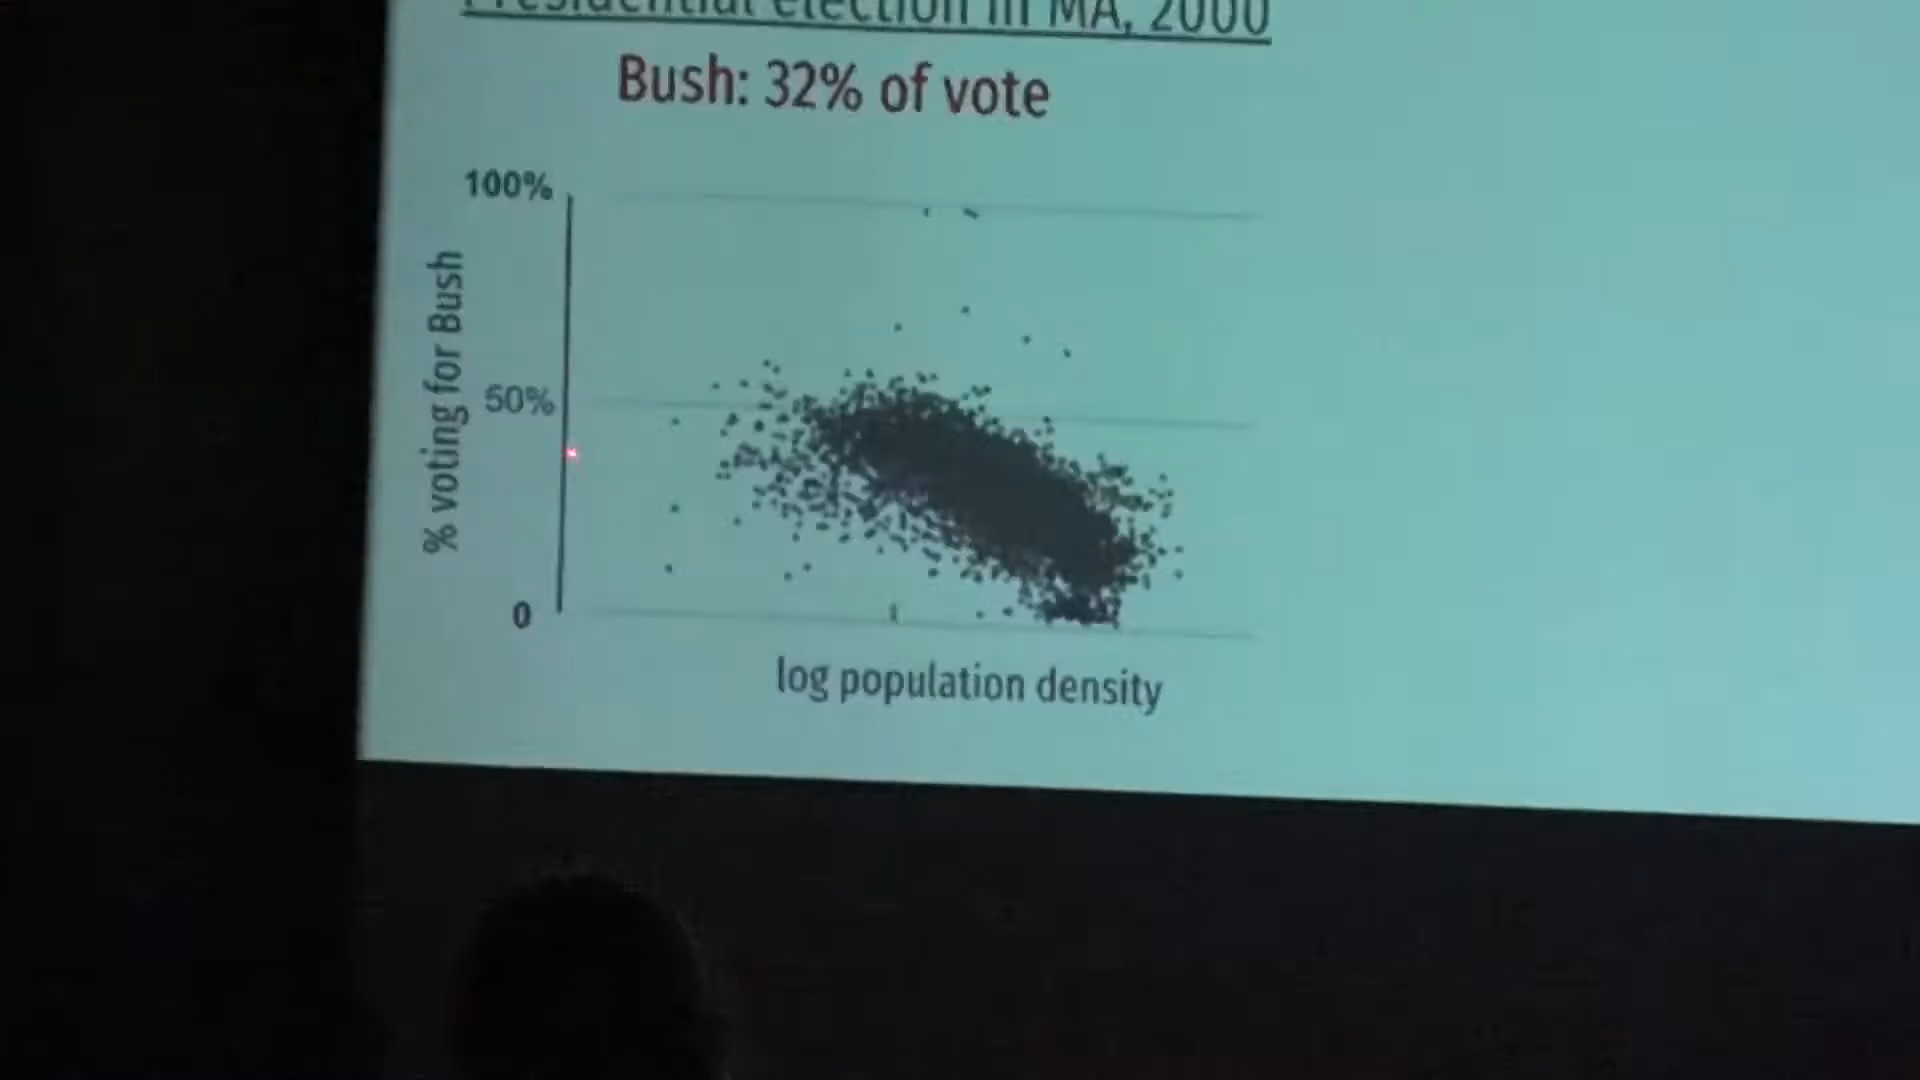 Presidential election in MA, 2000
Bush: 32% of vote
100%
% voting for Bush
50%
0
log population density